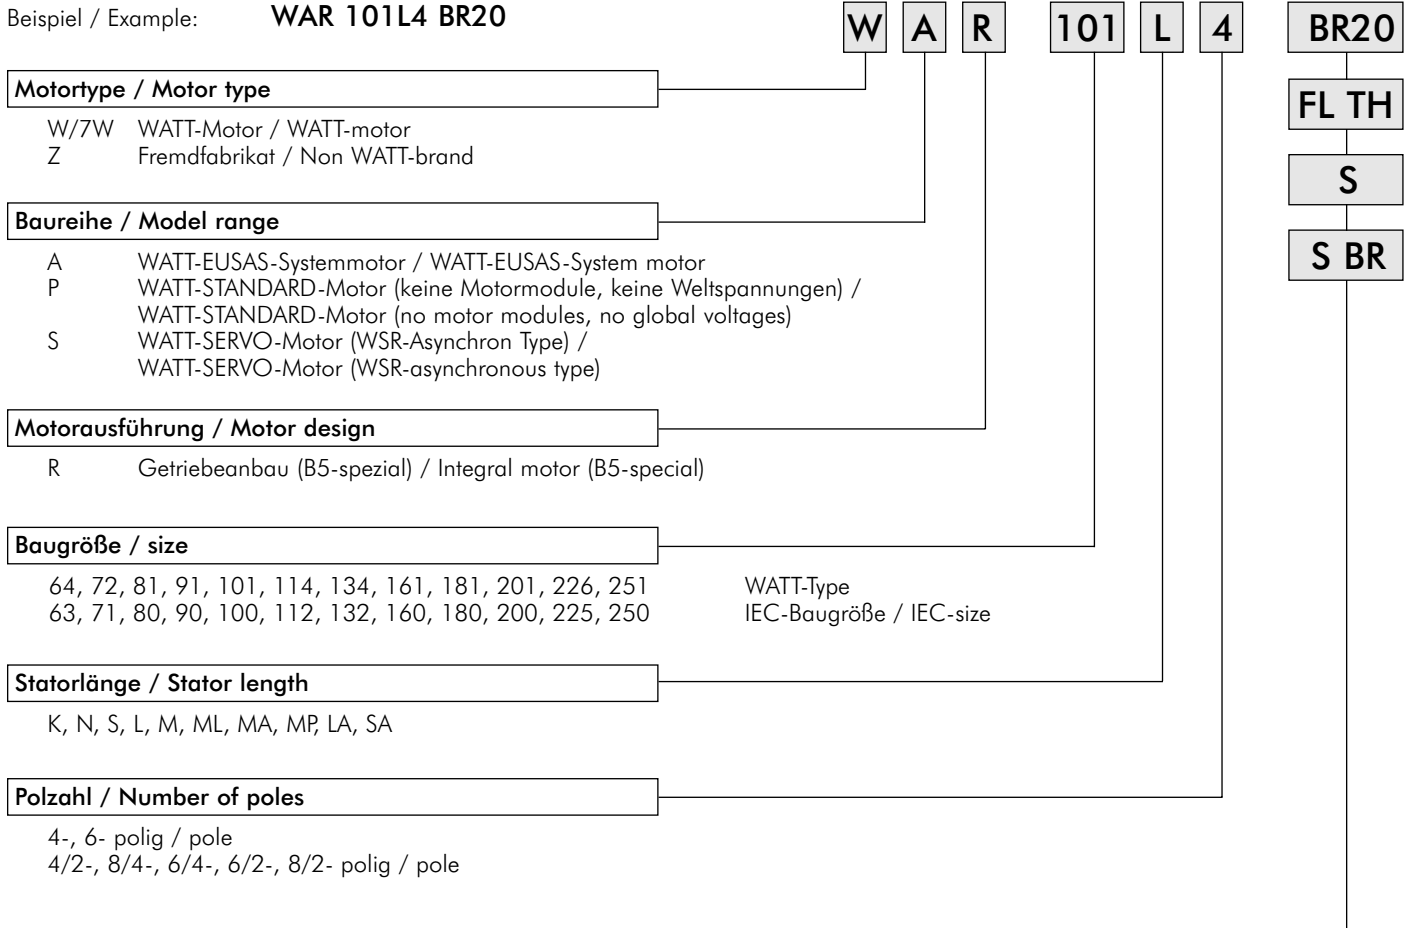 Beispiel / Example: WAR 101L4 BR20
W A R 101 L 4 BR20
Motortype / Motor type
FL TH
W/7W WATT-Motor / WATT-motor
Z Fremdfabrikat / Non WATT-brand
S
Baureihe / Model range
S BR
A WATT-EUSAS-Systemmotor / WATT-EUSAS-System motor
P WATT-STANDARD-Motor (keine Motormodule, keine Weltspannungen) /
WATT-STANDARD-Motor (no motor modules, no global voltages)
S WATT-SERVO-Motor (WSR-Asynchron Type) /
WATT-SERVO-Motor (WSR-asynchronous type)
Motorausführung / Motor design
R Getriebeanbau (B5-spezial) / Integral motor (B5-special)
Baugröße / size
64, 72, 81, 91, 101, 114, 134, 161, 181, 201, 226, 251 WATT-Type
63, 71, 80, 90, 100, 112, 132, 160, 180, 200, 225, 250 IEC-Baugröße / IEC-size
Statorlänge / Stator length
K, N, S, L, M, ML, MA, MP, LA, SA
Polzahl / Number of poles
4-, 6- polig / pole
4/2-, 8/4-, 6/4-, 6/2-, 8/2- polig / pole